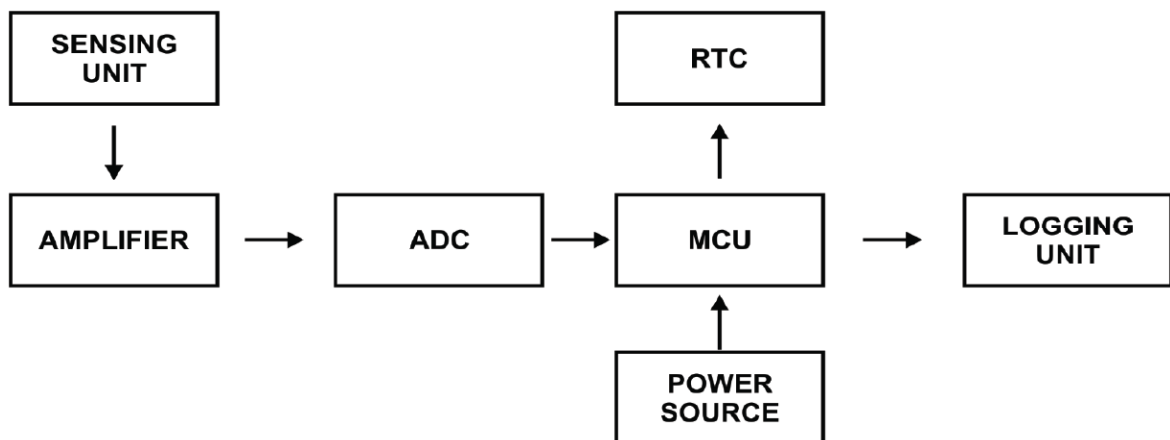 SENSING
UNIT
RTC
AMPLIFIER
ADC
MCU
LOGGING
UNIT
POWER
SOURCE